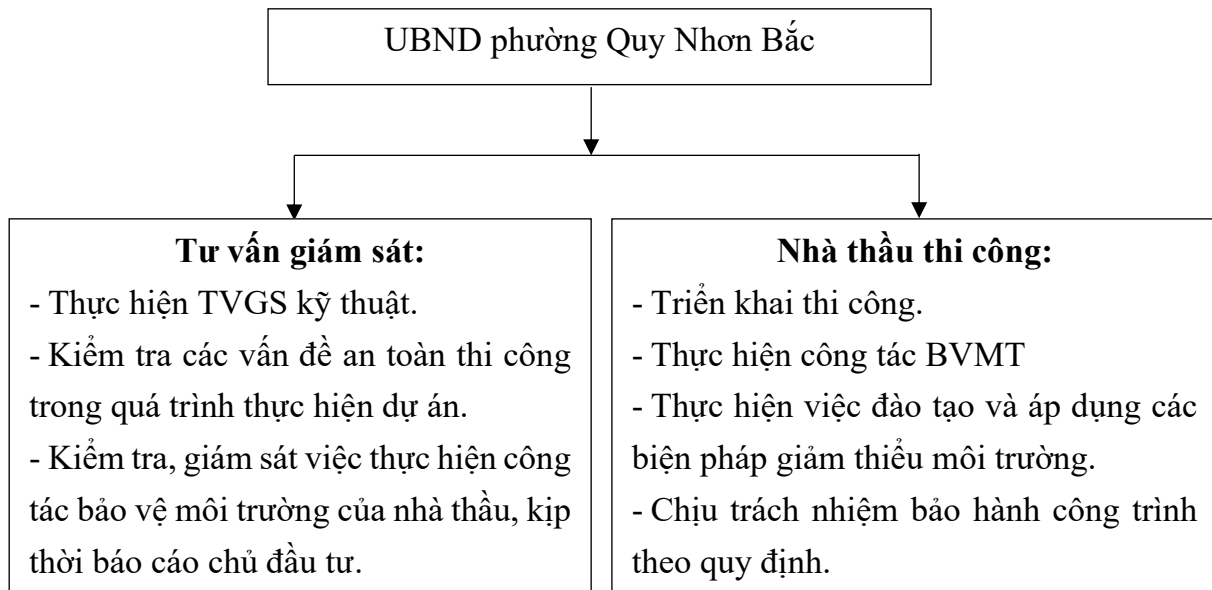 UBND phường Quy Nhơn Bắc
Tư vấn giám sát:
- Thực hiện TVGS kỹ thuật.
- Kiểm tra các vấn đề an toàn thi công
trong quá trình thực hiện dự án.
- Kiểm tra, giám sát việc thực hiện công
tác bảo vệ môi trường của nhà thầu, kịp
thời báo cáo chủ đầu tư.
Nhà thầu thi công:
- Triển khai thi công.
- Thực hiện công tác BVMT
- Thực hiện việc đào tạo và áp dụng các
biện pháp giảm thiểu môi trường.
- Chịu trách nhiệm bảo hành công trình
theo quy định.